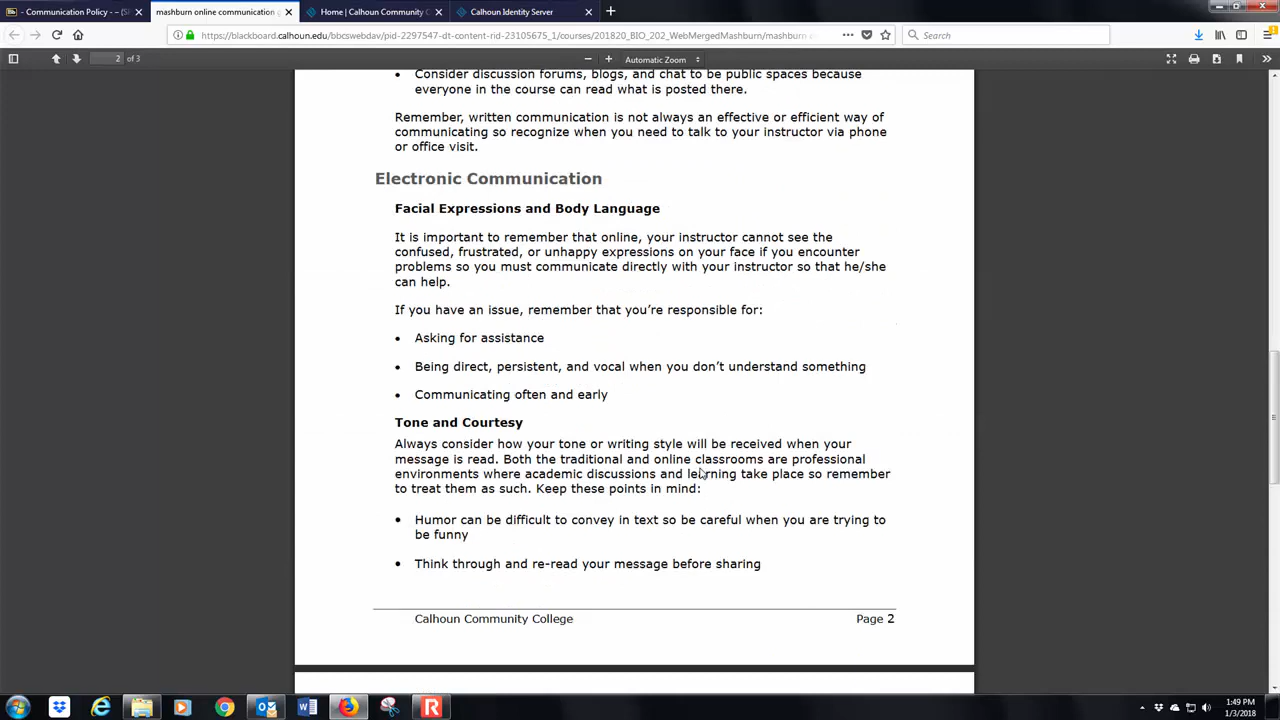 - Communication Policy - – (S
mashburn online communication
Home | Calhoun Community C
Calhoun Identity Server
https://blackboard.calhoun.edu/bbcswebdav/pid-2297547-dt-content-rid-23105675_1/courses/201820_BIO_202_WebMergedMashburn/mashburn
Search
2 of 3
Automatic Zoom
• Consider discussion forums, blogs, and chat to be public spaces because
everyone in the course can read what is posted there.
Remember, written communication is not always an effective or efficient way of
communicating so recognize when you need to talk to your instructor via phone
or office visit.
Electronic Communication
Facial Expressions and Body Language
It is important to remember that online, your instructor cannot see the
confused, frustrated, or unhappy expressions on your face if you encounter
problems so you must communicate directly with your instructor so that he/she
can help.
If you have an issue, remember that you’re responsible for:
• Asking for assistance
• Being direct, persistent, and vocal when you don’t understand something
• Communicating often and early
Tone and Courtesy
Always consider how your tone or writing style will be received when your
message is read. Both the traditional and online classrooms are professional
environments where academic discussions and learning take place so remember
to treat them as such. Keep these points in mind:
• Humor can be difficult to convey in text so be careful when you are trying to
be funny
• Think through and re-read your message before sharing
Calhoun Community College Page 2
1:49 PM
1/3/2018